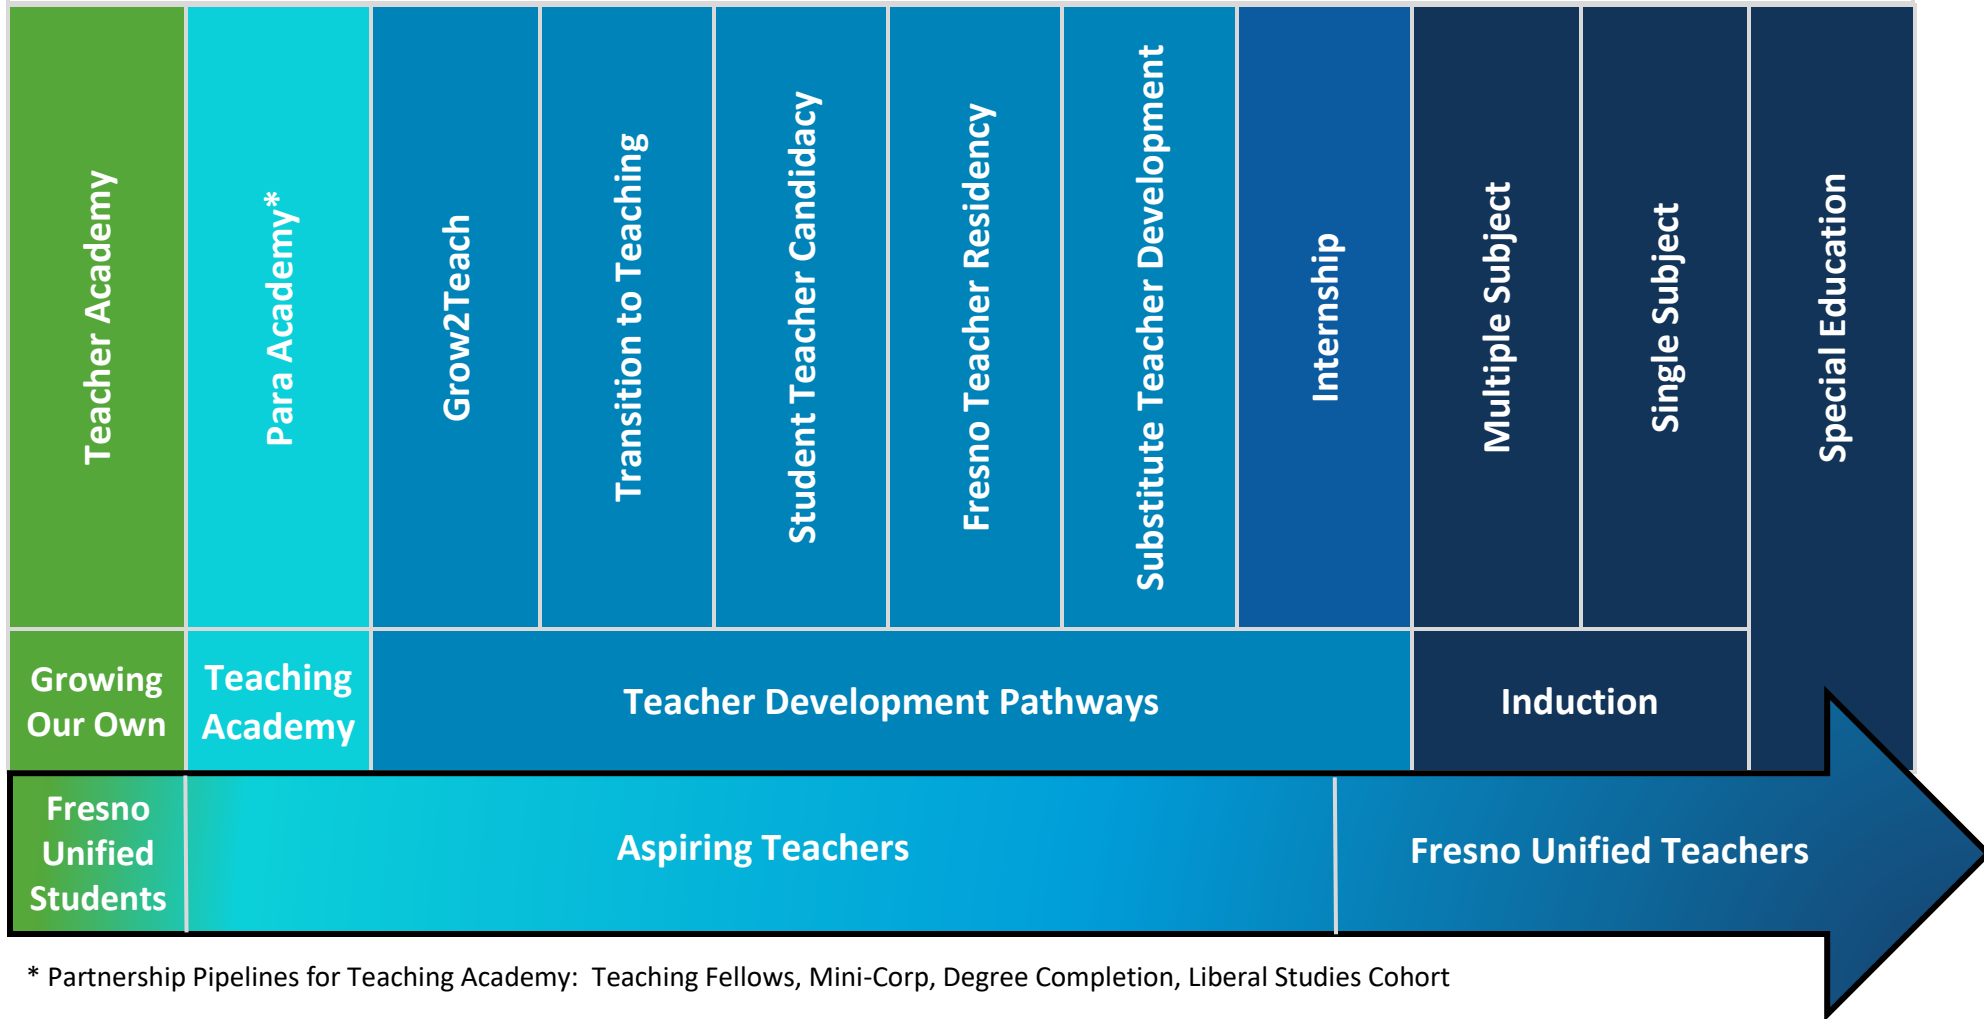 Teacher Academy
Para Academy*
Grow2Teach
Transition to Teaching
Student Teacher Candidacy
Fresno Teacher Residency
Substitute Teacher Development
Internship
Multiple Subject
Single Subject
Special Education
Growing
Our Own
Teaching
Academy
Teacher Development Pathways
Induction
Fresno
Unified
Students
Aspiring Teachers
Fresno Unified Teachers
* Partnership Pipelines for Teaching Academy:  Teaching Fellows, Mini-Corp, Degree Completion, Liberal Studies Cohort